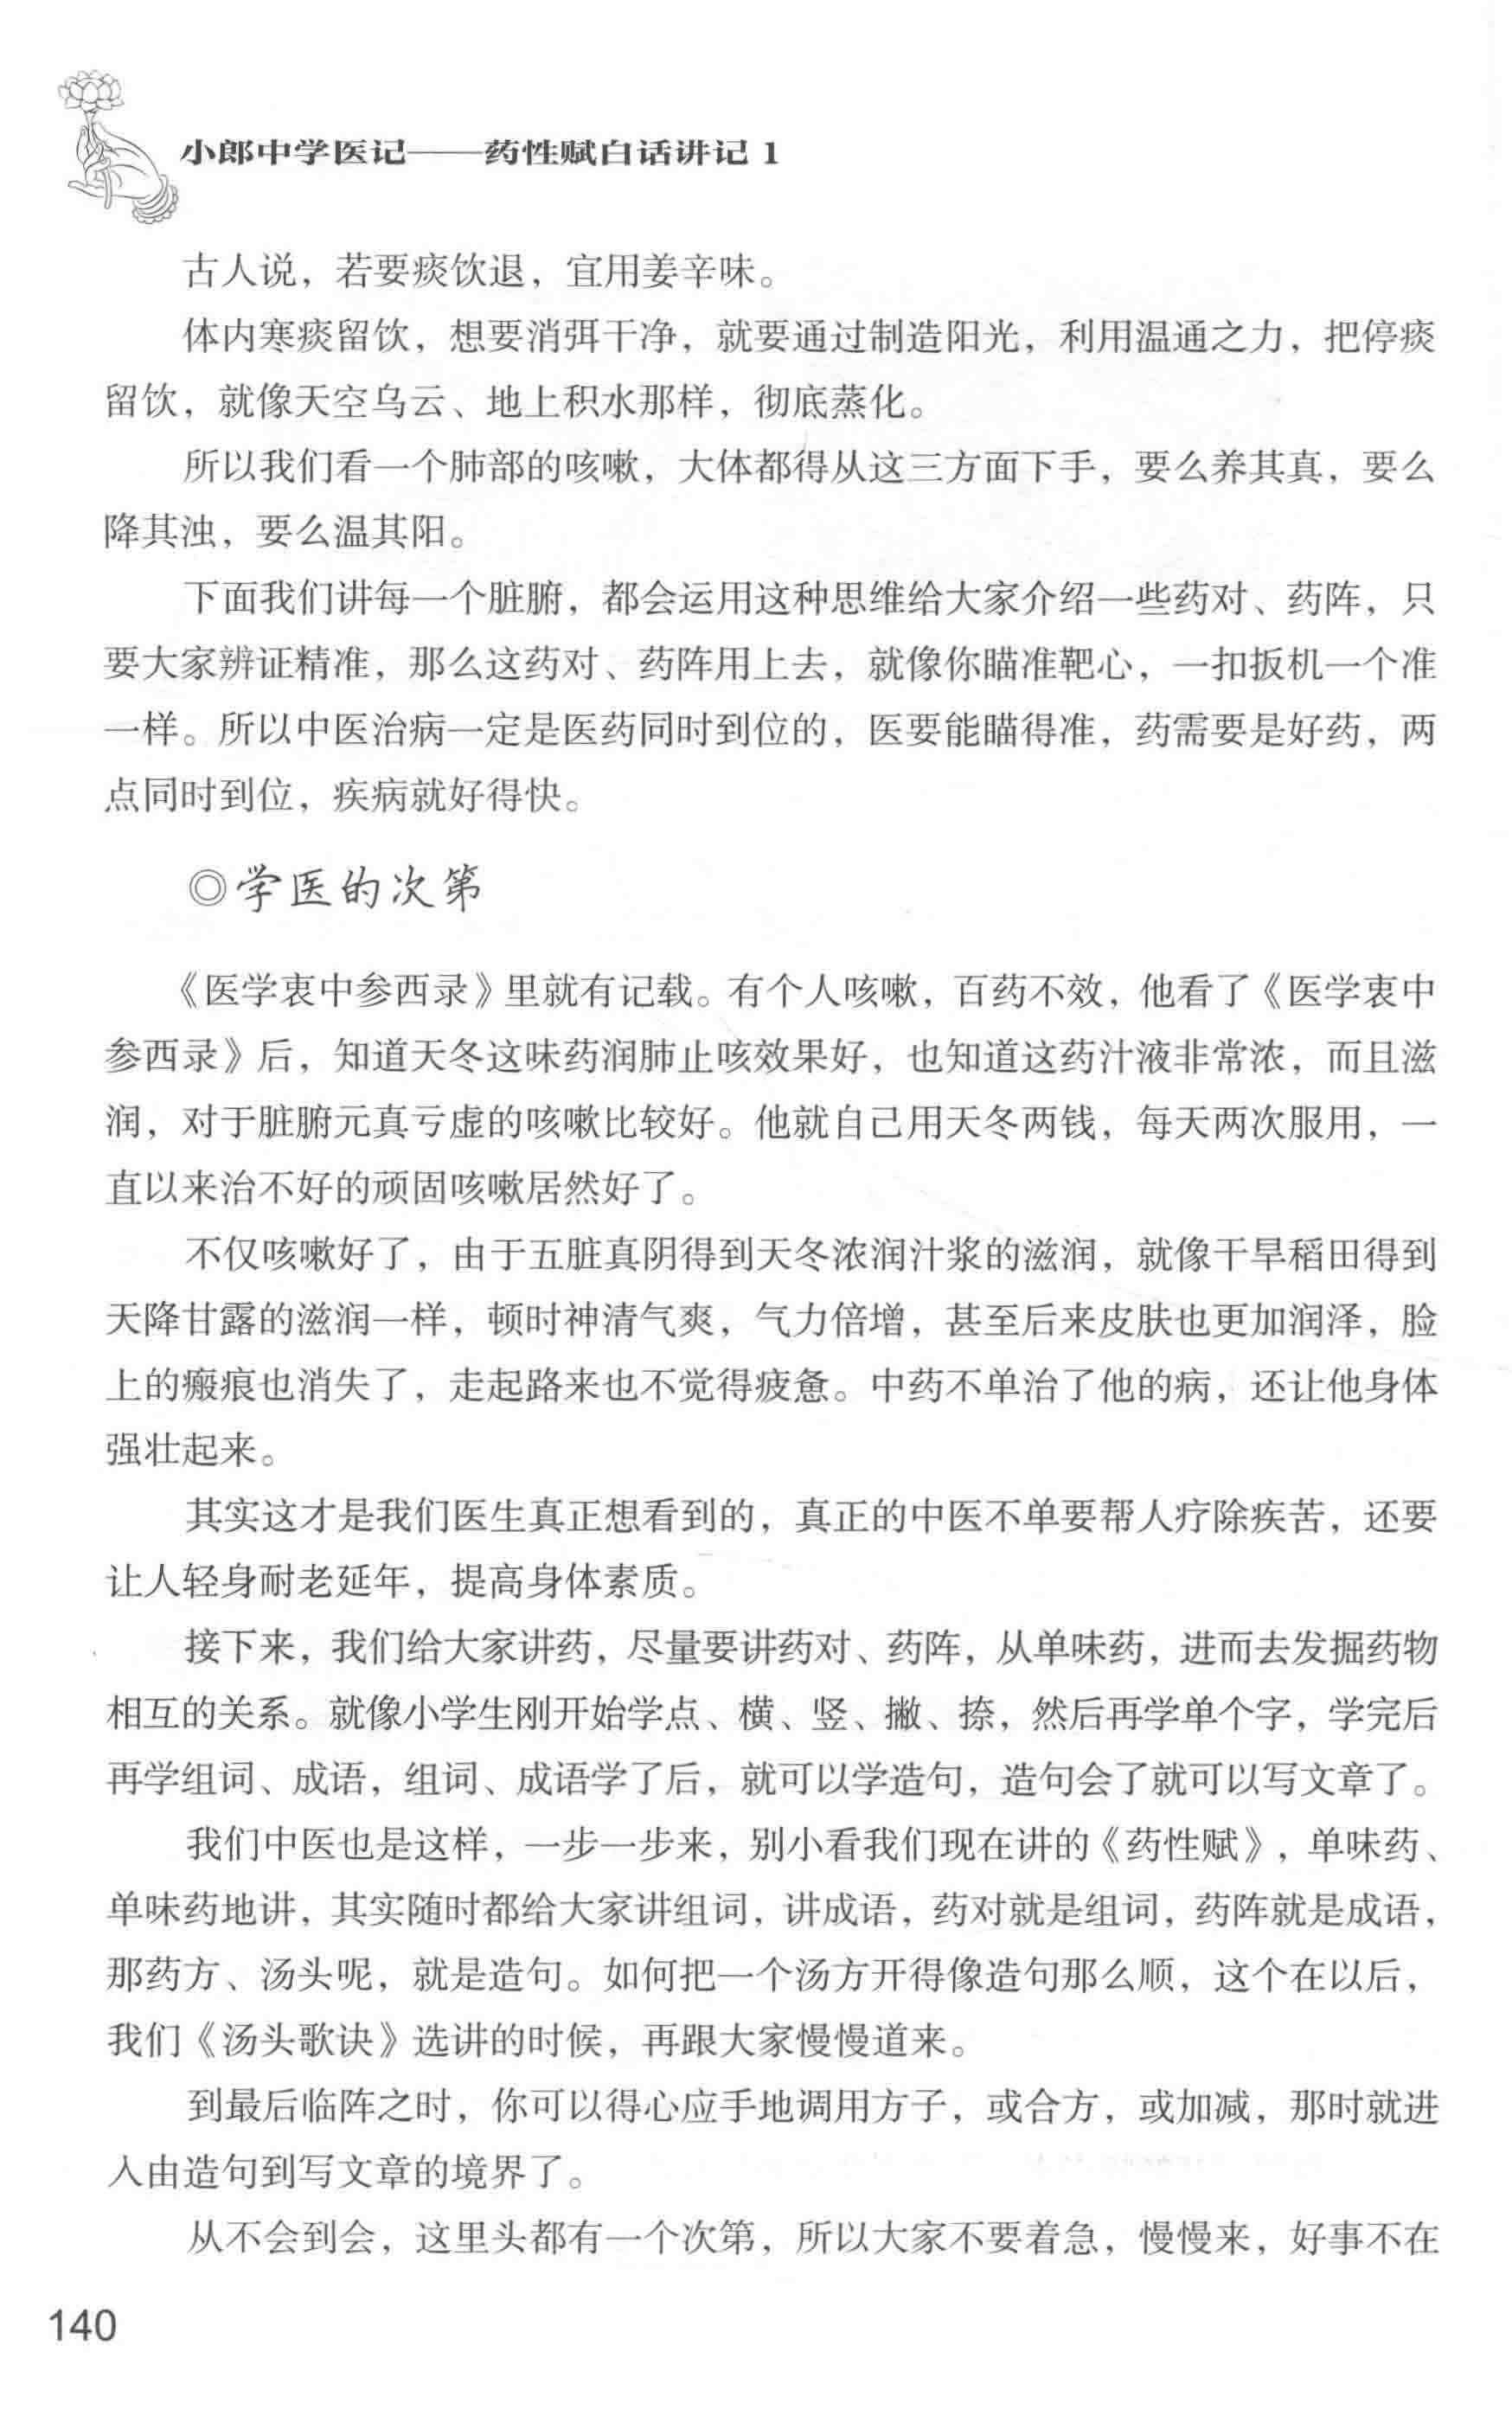 小郎中学医记——药性赋白话讲记 1
古人说，若要痰饮退，宜用姜辛味。
体内寒痰留饮，想要消弭干净，就要通过制造阳光，利用温通之力，把停痰
留饮，就像天空乌云、地上积水那样，彻底蒸化。
所以我们看一个肺部的咳嗽，大体都得从这三方面下手，要么养其真，要么
降其浊，要么温其阳。
下面我们讲每一个脏腑，都会运用这种思维给大家介绍一些药对、药阵，只
要大家辨证精准，那么这药对、药阵用上去，就像你瞄准靶心，一扣扳机一个准
一样。所以中医治病一定是医药同时到位的，医要能瞄得准，药需要是好药，两
点同时到位，疾病就好得快。
◎学医的次第
《医学衷中参西录》里就有记载。有个人咳嗽，百药不效，他看了《医学衷中
参西录》后，知道天冬这味药润肺止咳效果好，也知道这药汁液非常浓，而且滋
润，对于脏腑元真亏虚的咳嗽比较好。他就自己用天冬两钱，每天两次服用，一
直以来治不好的顽固咳嗽居然好了。
不仅咳嗽好了，由于五脏真阴得到天冬浓润汁浆的滋润，就像干旱稻田得到
天降甘露的滋润一样，顿时神清气爽，气力倍增，甚至后来皮肤也更加润泽，脸
上的瘢痕也消失了，走起路来也不觉得疲惫。中药不单治了他的病，还让他身体
强壮起来。
其实这才是我们医生真正想看到的，真正的中医不单要帮人疗除疾苦，还要
让人轻身耐老延年，提高身体素质。
接下来，我们给大家讲药，尽量要讲药对、药阵，从单味药，进而去发掘药物
相互的关系。就像小学生刚开始学点、横、竖、撇、捺，然后再学单个字，学完后
再学组词、成语，组词、成语学了后，就可以学造句，造句会了就可以写文章了。
我们中医也是这样，一步一步来，别小看我们现在讲的《药性赋》，单味药、
单味药地讲，其实随时都给大家讲组词，讲成语，药对就是组词，药阵就是成语，
那药方、汤头呢，就是造句。如何把一个汤方开得像造句那么顺，这个在以后，
我们《汤头歌诀》选讲的时候，再跟大家慢慢道来。
到最后临阵之时，你可以得心应手地调用方子，或合方，或加减，那时就进
入由造句到写文章的境界了。
从不会到会，这里头都有一个次第，所以大家不要着急，慢慢来，好事不在
140